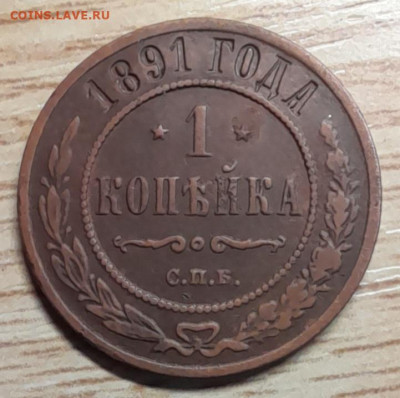 COINS.LAVE.RU
1891 ГОДА
1
КОПѢЙКА
С.П.Б.